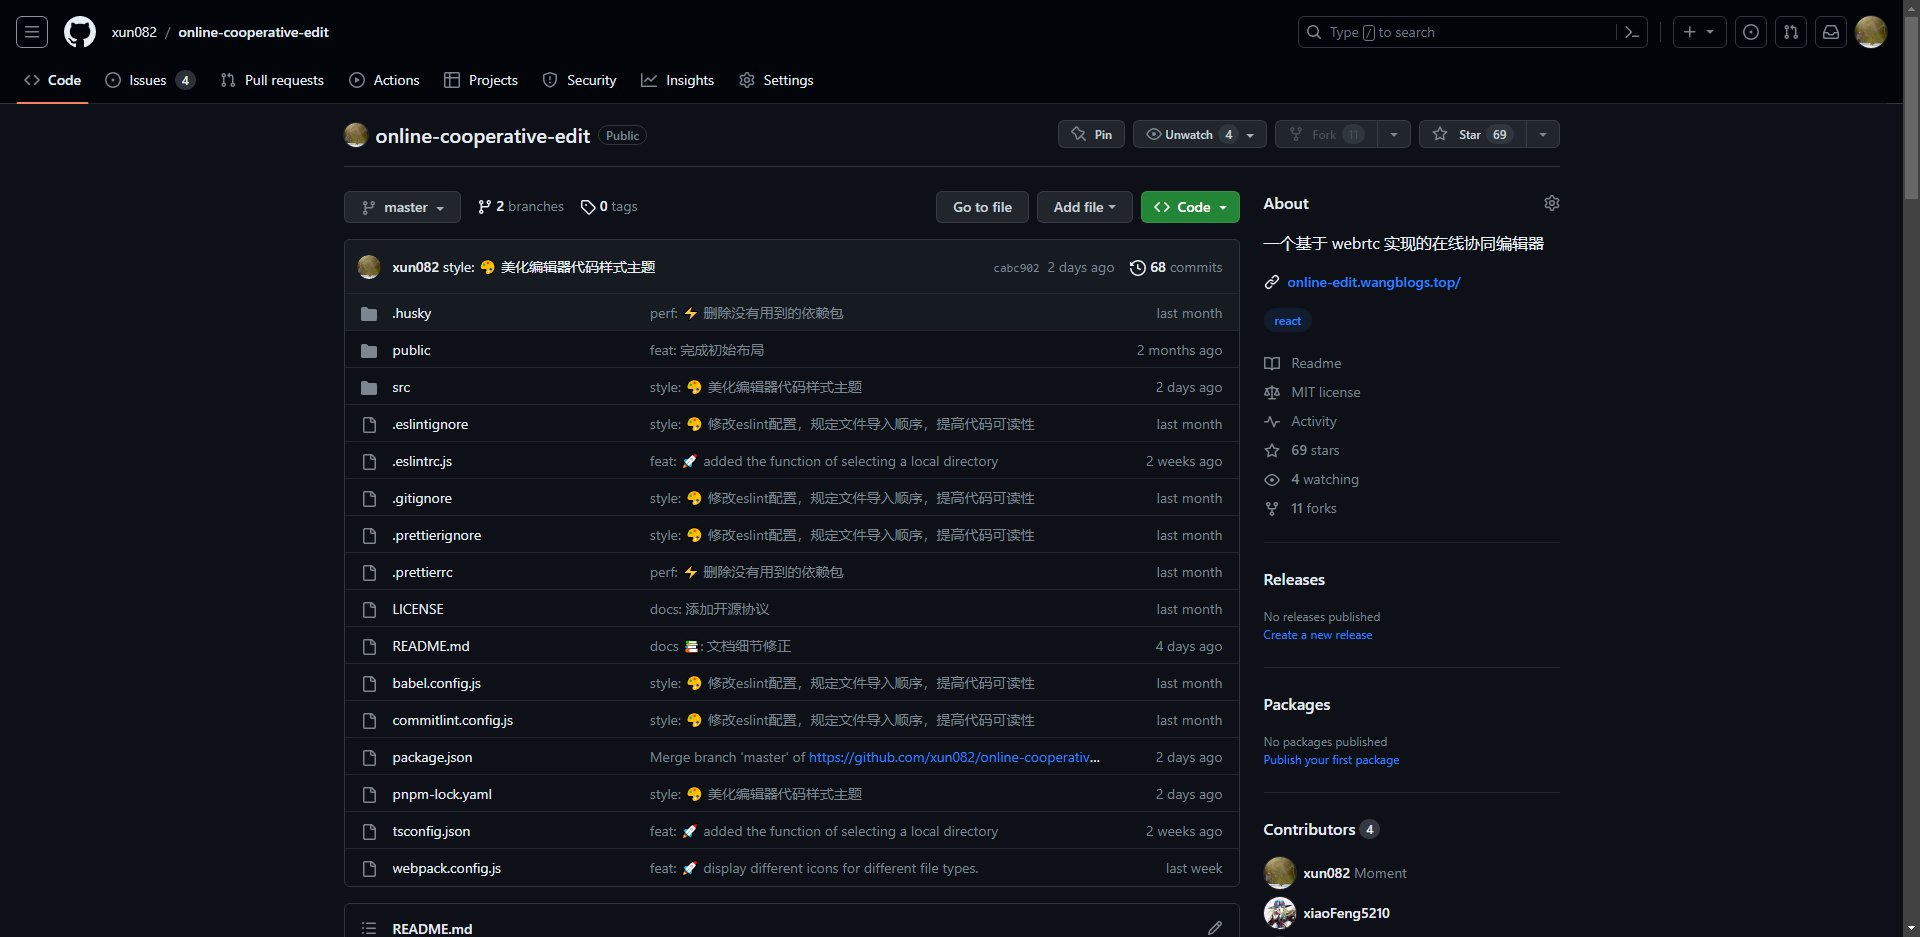 xun082 / online-cooperative-edit
Type / to search
Code
Issues 4
Pull requests
Actions
Projects
Security
Insights
Settings
online-cooperative-edit Public
Pin
Unwatch 4
Fork 11
Star 69
master
2 branches
0 tags
Go to file
Add file
Code
xun082 style: 🎨 美化编辑器代码样式主题 cabc902 2 days ago 68 commits
.husky perf: ⚡ 删除没有用到的依赖包 last month
public feat: 完成初始布局 2 months ago
src style: 🎨 美化编辑器代码样式主题 2 days ago
.eslintignore style: 🎨 修改eslint配置，规定文件导入顺序，提高代码可读性 last month
.eslintrc.js feat: 🚀 added the function of selecting a local directory 2 weeks ago
.gitignore style: 🎨 修改eslint配置，规定文件导入顺序，提高代码可读性 last month
.prettierignore style: 🎨 修改eslint配置，规定文件导入顺序，提高代码可读性 last month
.prettierrc perf: ⚡ 删除没有用到的依赖包 last month
LICENSE docs: 添加开源协议 last month
README.md docs 📚: 文档细节修正 4 days ago
babel.config.js style: 🎨 修改eslint配置，规定文件导入顺序，提高代码可读性 last month
commitlint.config.js style: 🎨 修改eslint配置，规定文件导入顺序，提高代码可读性 last month
package.json Merge branch 'master' of https://github.com/xun082/online-cooperativ... 2 days ago
pnpm-lock.yaml style: 🎨 美化编辑器代码样式主题 2 days ago
tsconfig.json feat: 🚀 added the function of selecting a local directory 2 weeks ago
webpack.config.js feat: 🚀 display different icons for different file types. last week
README.md
About
一个基于 webrtc 实现的在线协同编辑器
online-edit.wangblogs.top/
react
Readme
MIT license
Activity
69 stars
4 watching
11 forks
Releases
No releases published
Create a new release
Packages
No packages published
Publish your first package
Contributors 4
xun082 Moment
xiaoFeng5210